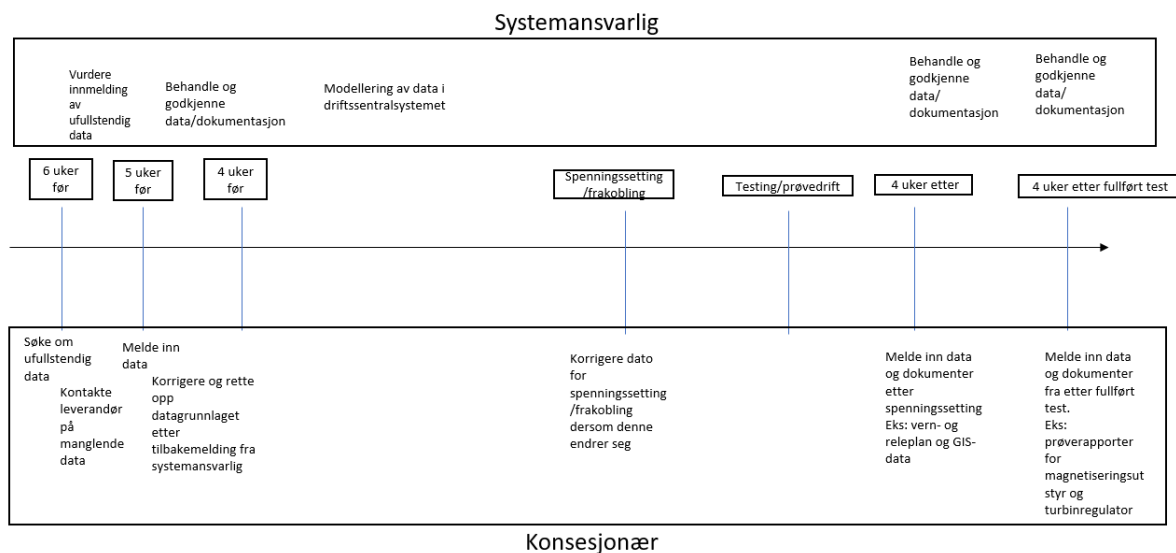 Systemansvarlig
Vurdere
innmelding
av
ufullstendig
data
Behandle og
godkjenne
data/dokumentasjon
Modellering av data i
driftssentralsystemet
Behandle og
godkjenne
data/
dokumentasjon
Behandle og
godkjenne
data/
dokumentasjon
6 uker
før
5 uker
før
4 uker
før
Spenningssetting
/frakobling
Testing/prøvedrift
4 uker etter
4 uker etter fullført test
Søke om
ufullstendig
data
Kontakte
leverandør
på
manglende
data
Melde inn
data
Korrigere og rette
opp
datagrunnlaget
etter
tilbakemelding fra
systemansvarlig
Korrigere dato
for
spenningssetting
/frakobling
dersom denne
endrer seg
Melde inn data
og dokumenter
etter
spenningssetting
Eks: vern- og
releplan og GIS-
data
Melde inn data
og dokumenter
fra etter fullført
test.
Eks:
prøverapporter
for
magnetiseringsut
styr og
turbinregulator
Konsesjonær